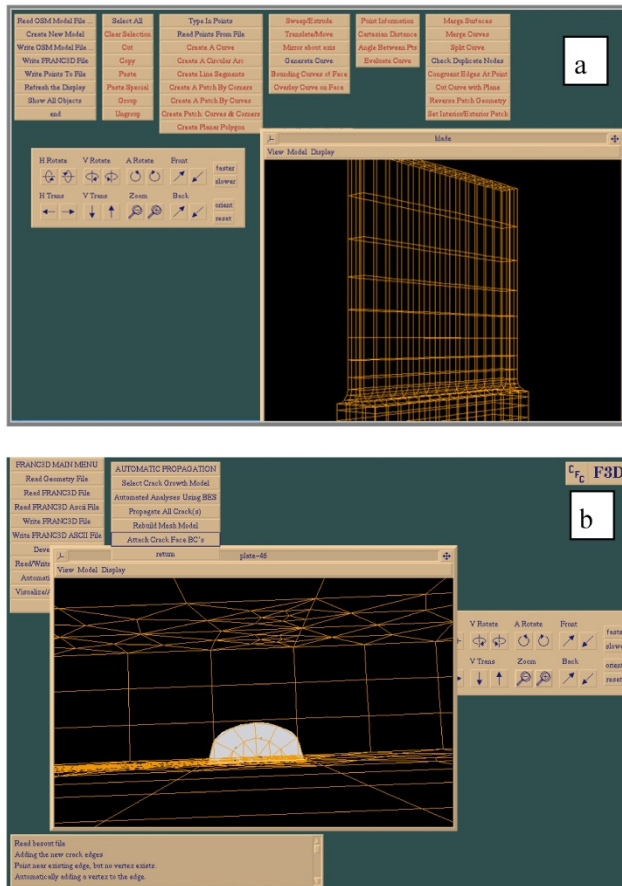 Read OSM Model File ...
Create New Model
Write OSM Model File ...
Write FRANC3D File
Write Points To File
Refresh the Display
Show All Objects
end
Select All
Clear Selection
Cut
Copy
Paste
Paste Special
Group
Ungroup
Type In Points
Read Points From File
Create A Curve
Create A Circular Arc
Create Line Segments
Create A Patch By Corners
Create A Patch By Curves
Create Patch: Curves & Corners
Create Planar Polygon
Sweep/Extrude
Translate/Move
Mirror about axis
Generate Curve
Bounding Curves of Face
Overlay Curve on Face
Point Information
Cartesian Distance
Angle Between Pts
Evaluate Curve
Merge Surfaces
Merge Curves
Split Curve
Check Duplicate Nodes
Congruent Edges At Point
Cut Curve with Plane
Reverse Patch Geometry
Set Interior/Exterior Patch
a
H Rotate V Rotate A Rotate Front
faster
slower
H Trans V Trans Zoom Back
orient
reset
blade
View Model Display
FRANC3D MAIN MENU
Read Geometry File
Read FRANC3D File
Read FRANC3D Ascii File
Write FRANC3D File
Write FRANC3D ASCII File
Deve
Read/Write
Automati
Visualize/A
AUTOMATIC PROPAGATION
Select Crack Growth Model
Automated Analyses Using BES
Propagate All Crack(s)
Rebuild Mesh Model
Attach Crack Face BC's
return
CFC F3D
b
plate-46
View Model Display
V Rotate A Rotate Front
faster
slower
V Trans Zoom Back
orient
reset
Read besout file
Adding the new crack edges
Point near existing edge, but no vertex exists.
Automatically adding a vertex to the edge.